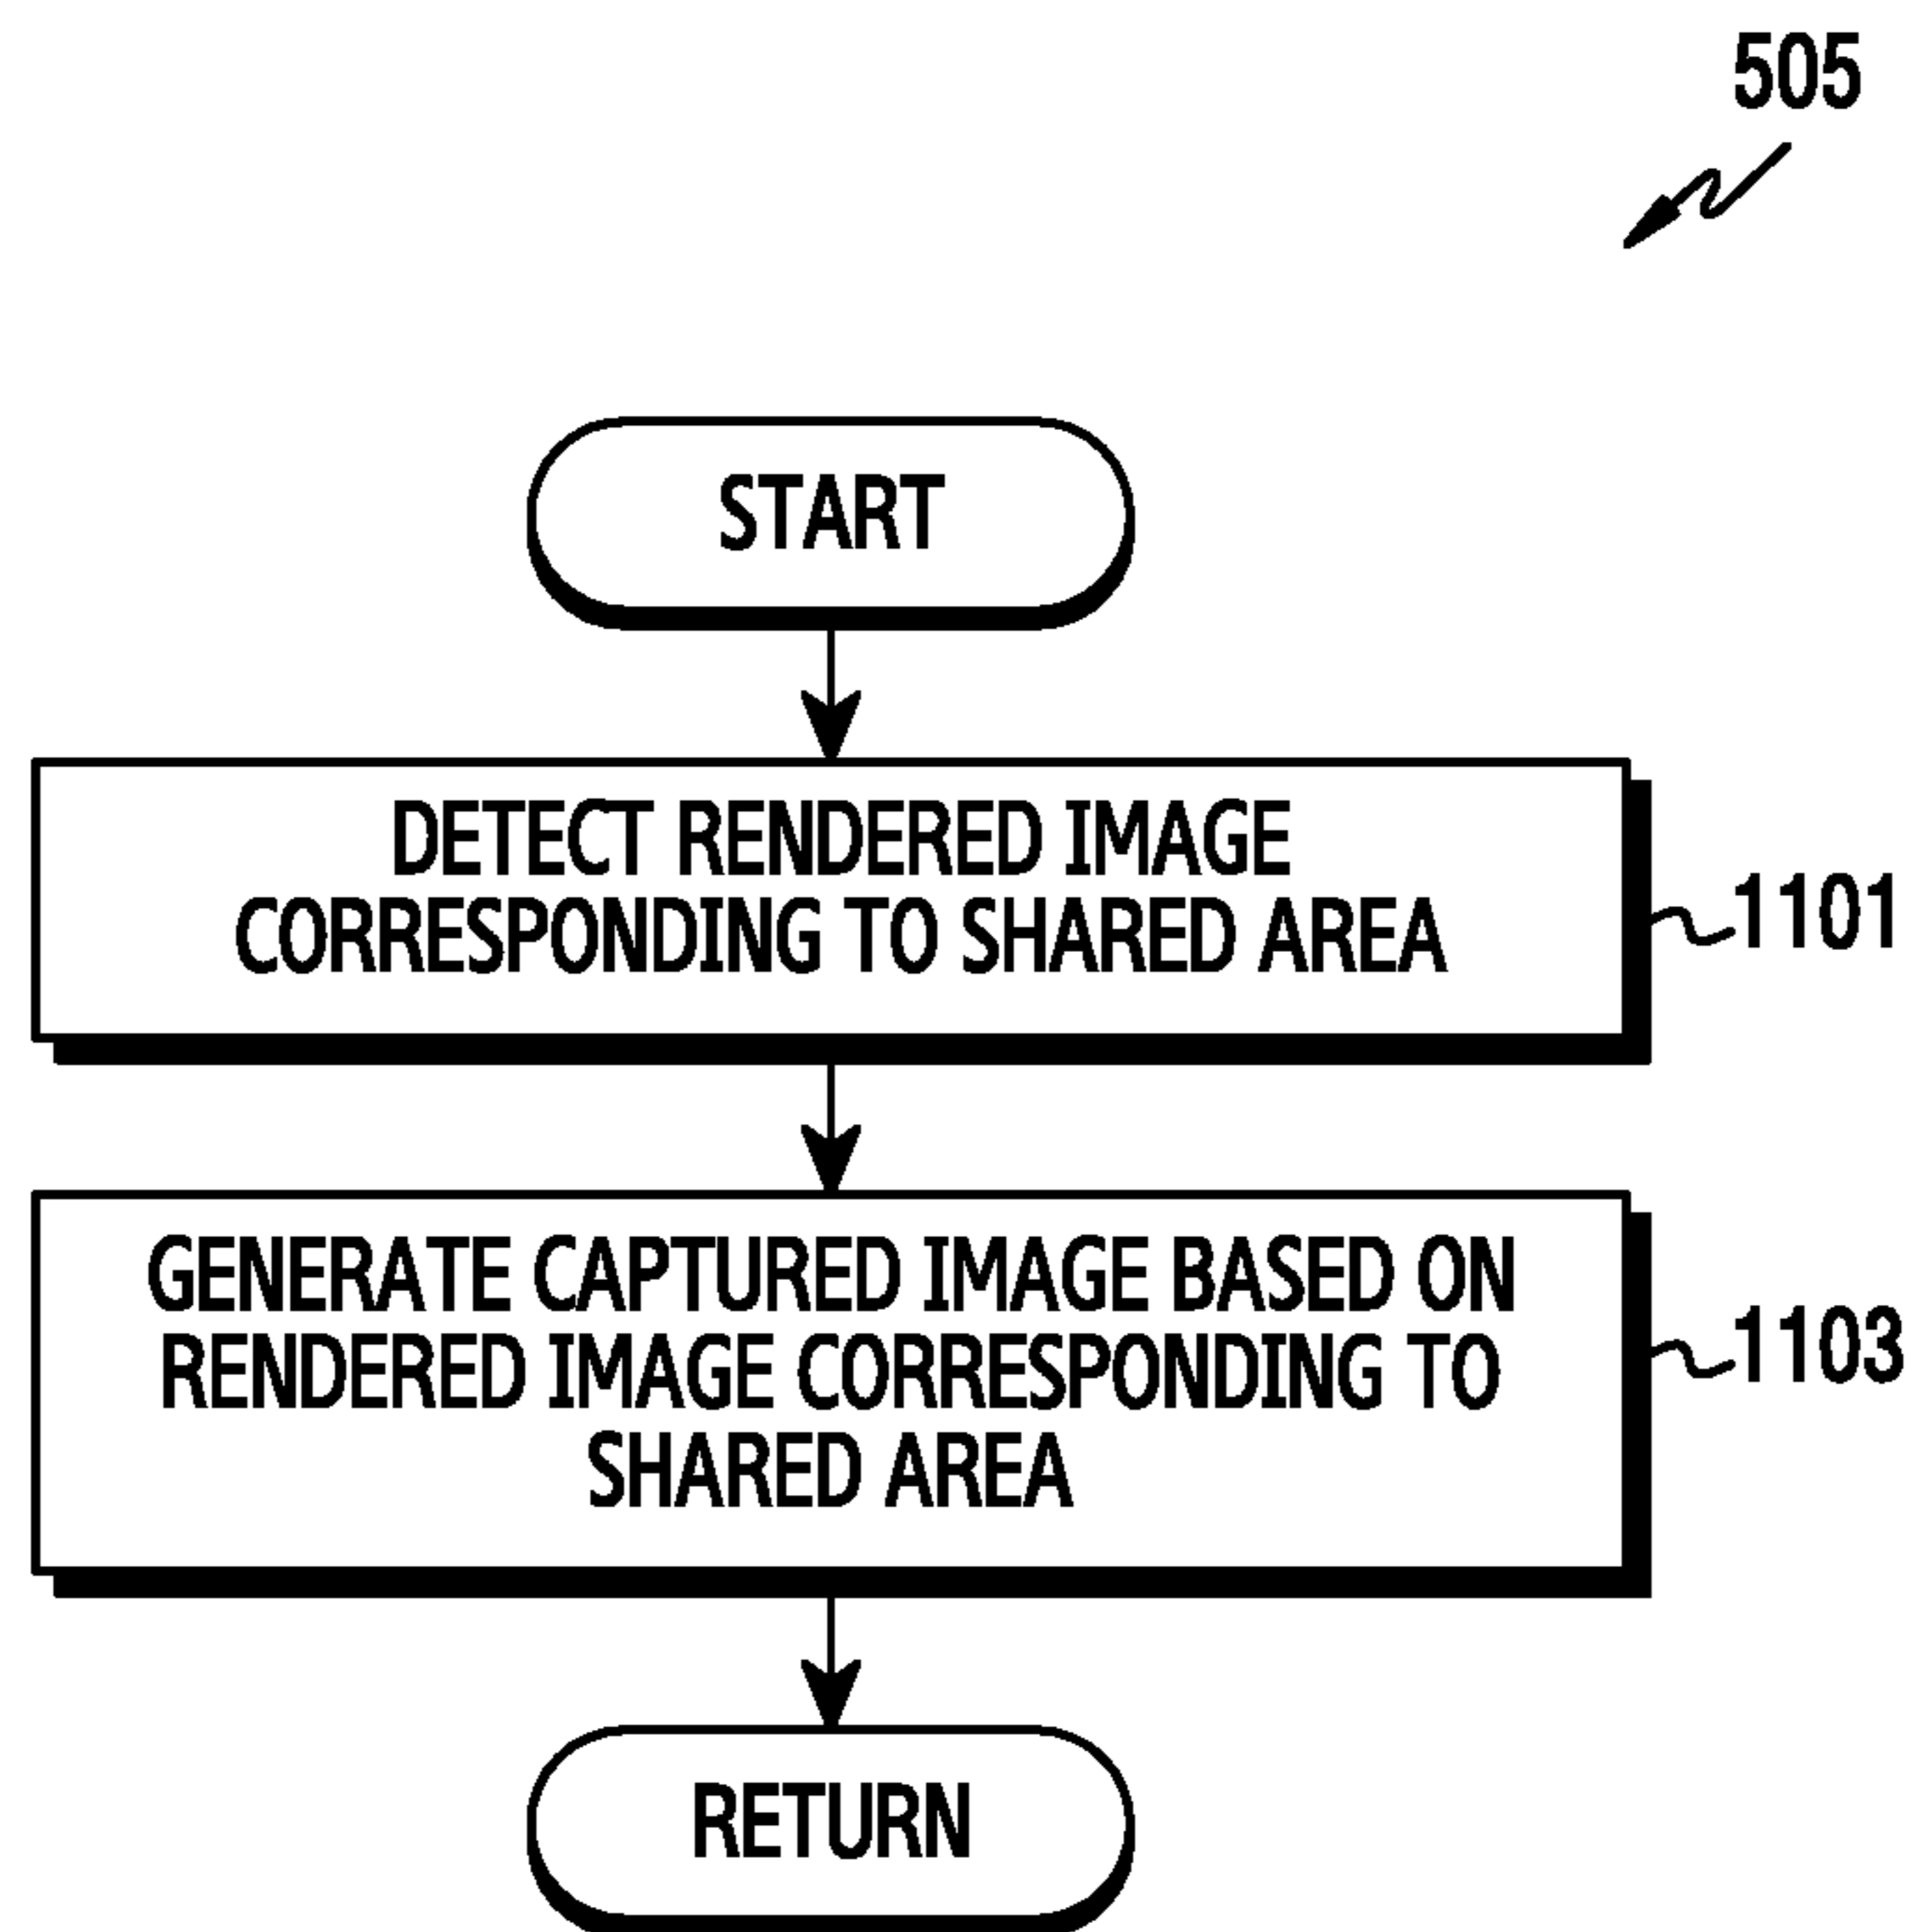 505
START
DETECT RENDERED IMAGE
CORRESPONDING TO SHARED AREA
1101
GENERATE CAPTURED IMAGE BASED ON
RENDERED IMAGE CORRESPONDING TO
SHARED AREA
1103
RETURN